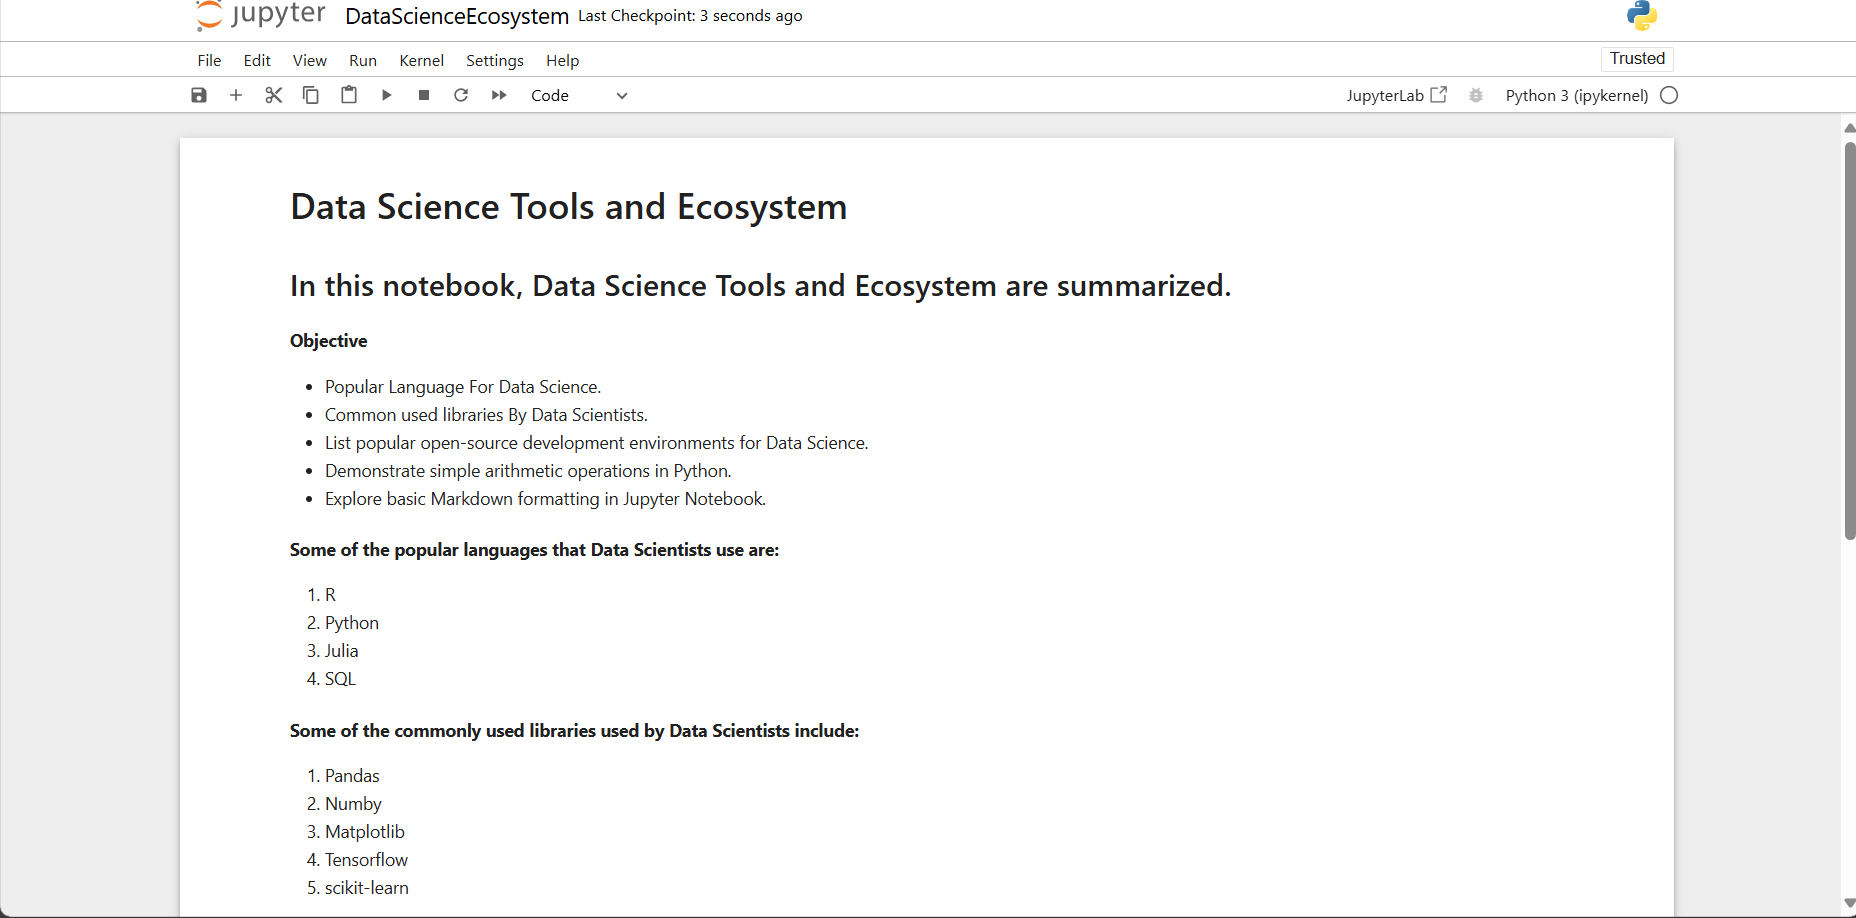 jupyter DataScienceEcosystem Last Checkpoint: 3 seconds ago
File Edit View Run Kernel Settings Help Trusted
Code JupyterLab Python 3 (ipykernel)
Data Science Tools and Ecosystem
In this notebook, Data Science Tools and Ecosystem are summarized.
Objective
• Popular Language For Data Science.
• Common used libraries By Data Scientists.
• List popular open-source development environments for Data Science.
• Demonstrate simple arithmetic operations in Python.
• Explore basic Markdown formatting in Jupyter Notebook.
Some of the popular languages that Data Scientists use are:
1. R
2. Python
3. Julia
4. SQL
Some of the commonly used libraries used by Data Scientists include:
1. Pandas
2. Numby
3. Matplotlib
4. Tensorflow
5. scikit-learn